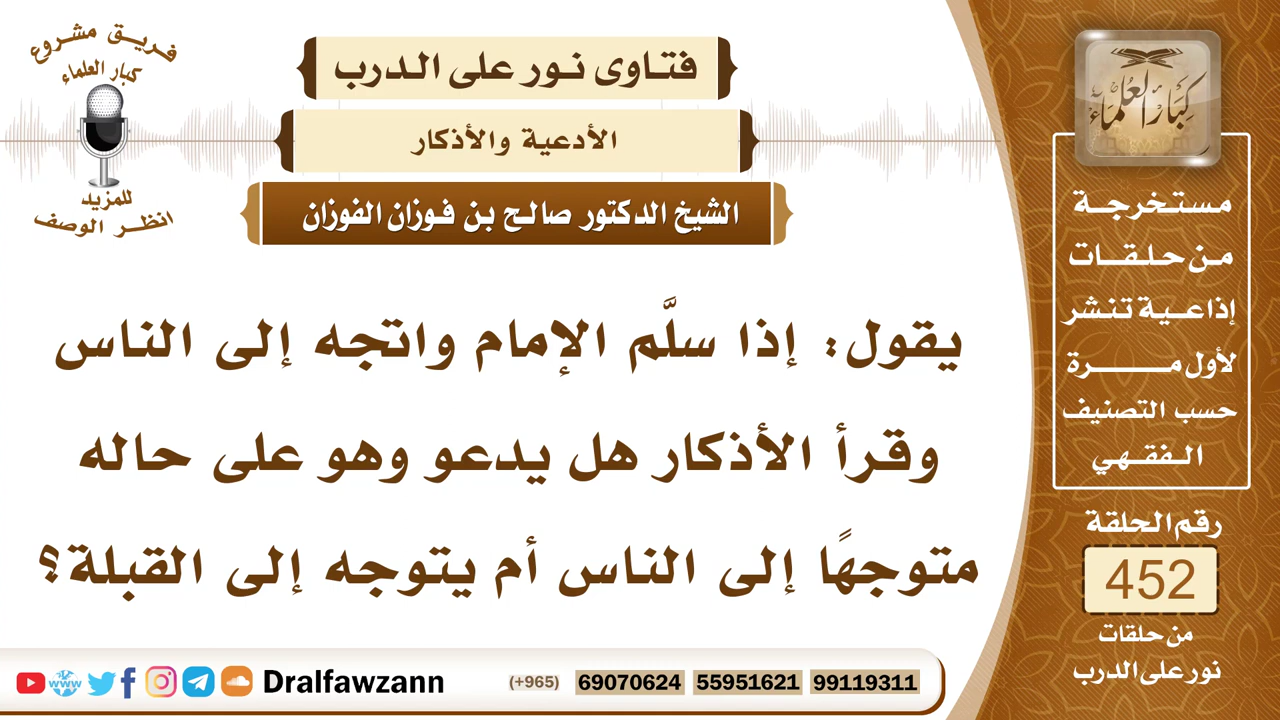 فريق مشروع
كبار العلماء
للمزيد
انظر الوصف
فتاوى نور على الدرب
الأدعية والأذكار
الشيخ الدكتور صالح بن فوزان الفوزان
يقول: إذا سلَّم الإمام واتجه إلى الناس
وقرأ الأذكار هل يدعو وهو على حاله
متوجهًا إلى الناس أم يتوجه إلى القبلة؟
كبار العلماء
مستخرجة
من حلقات
إذاعية تنشر
لأول مرة
حسب التصنيف
الفقهي
رقم الحلقة
452
من حلقات
نور على الدرب
www Dralfawzann (+965) 69070624 55951621 99119311